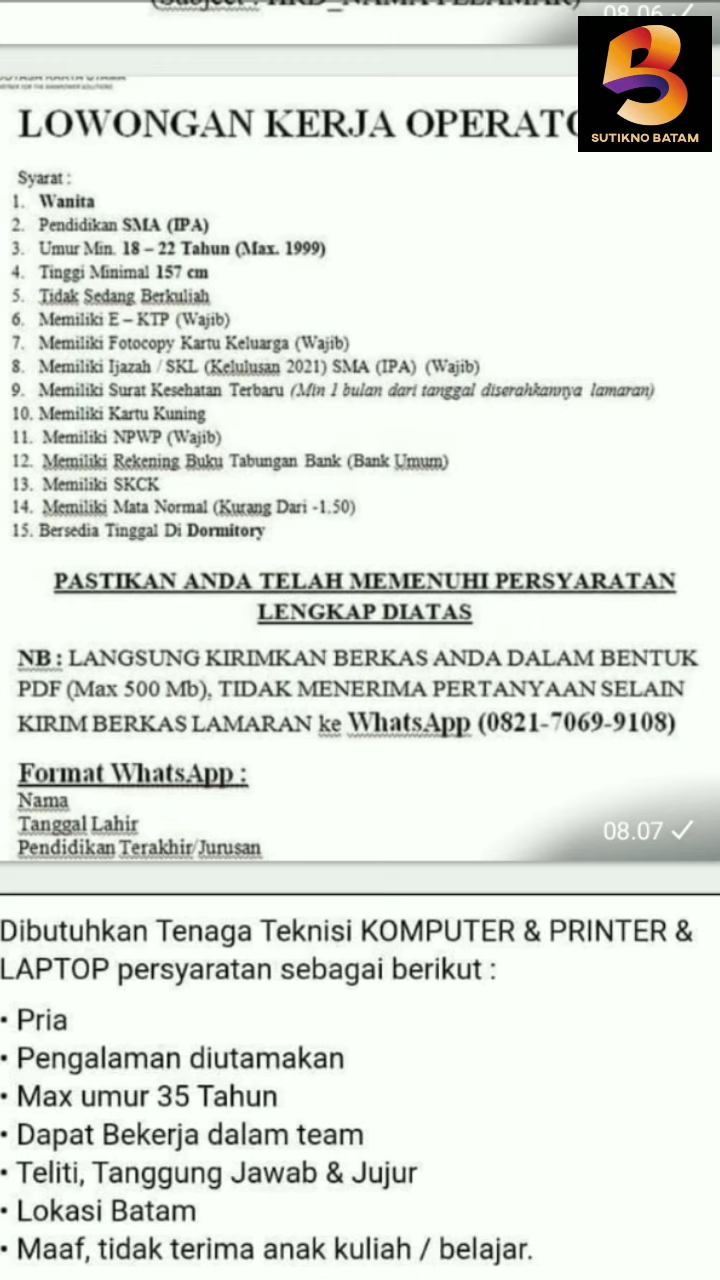 08.06
SUTIKNO BATAM
LOWONGAN KERJA
Syarat :
1. Wanita
2. Pendidikan SMA (IPA)
3. Umur Min. 18 – 22 Tahun (Max. 1999)
4. Tinggi Minimal 157 cm
5. Tidak Sedang Berkuliah
6. Memiliki E – KTP (Wajib)
7. Memiliki Fotocopy Kartu Keluarga (Wajib)
8. Memiliki Ijazah / SKL (Kelulusan 2021) SMA (IPA) (Wajib)
9. Memiliki Surat Kesehatan Terbaru (Min 1 bulan dari tanggal diserahkannya lamaran)
10. Memiliki Kartu Kuning
11. Memiliki NPWP (Wajib)
12. Memiliki Rekening Buku Tabungan Bank (Bank Umum)
13. Memiliki SKCK
14. Memiliki Mata Normal (Kurang Dari -1.50)
15. Bersedia Tinggal Di Dormitory
PASTIKAN ANDA TELAH MEMENUHI PERSYARATAN
LENGKAP DIATAS
NB : LANGSUNG KIRIMKAN BERKAS ANDA DALAM BENTUK
PDF (Max 500 Mb), TIDAK MENERIMA PERTANYAAN SELAIN
KIRIM BERKAS LAMARAN ke WhatsApp (0821-7069-9108)
Format WhatsApp :
Nama
Tanggal Lahir
Pendidikan Terakhir/Jurusan
08.07
Dibutuhkan Tenaga Teknisi KOMPUTER & PRINTER &
LAPTOP persyaratan sebagai berikut :
• Pria
• Pengalaman diutamakan
• Max umur 35 Tahun
• Dapat Bekerja dalam team
• Teliti, Tanggung Jawab & Jujur
• Lokasi Batam
• Maaf, tidak terima anak kuliah / belajar.